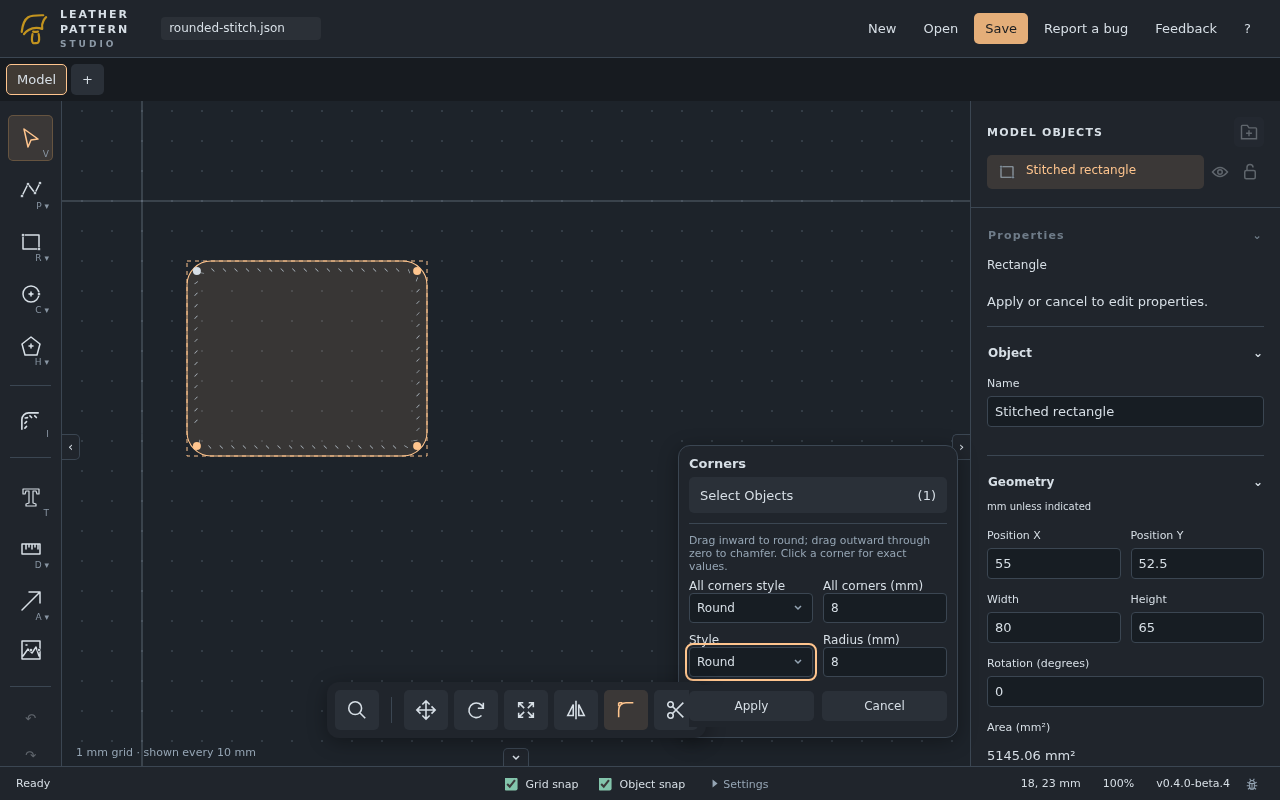 LEATHER
PATTERN
STUDIO
rounded-stitch.json
New
Open
Save
Report a bug
Feedback
?
Model
+
V
P
R
C
H
I
T
D
A
MODEL OBJECTS
Stitched rectangle
Properties
Rectangle
Apply or cancel to edit properties.
Object
Name
Stitched rectangle
Geometry
mm unless indicated
Position X
Position Y
55
52.5
Width
Height
80
65
Rotation (degrees)
0
Area (mm²)
5145.06 mm²
Corners
Select Objects (1)
Drag inward to round; drag outward through
zero to chamfer. Click a corner for exact
values.
All corners style
All corners (mm)
Round
8
Style
Radius (mm)
Round
8
Apply
Cancel
1 mm grid · shown every 10 mm
Ready
Grid snap
Object snap
Settings
18, 23 mm
100%
v0.4.0-beta.4